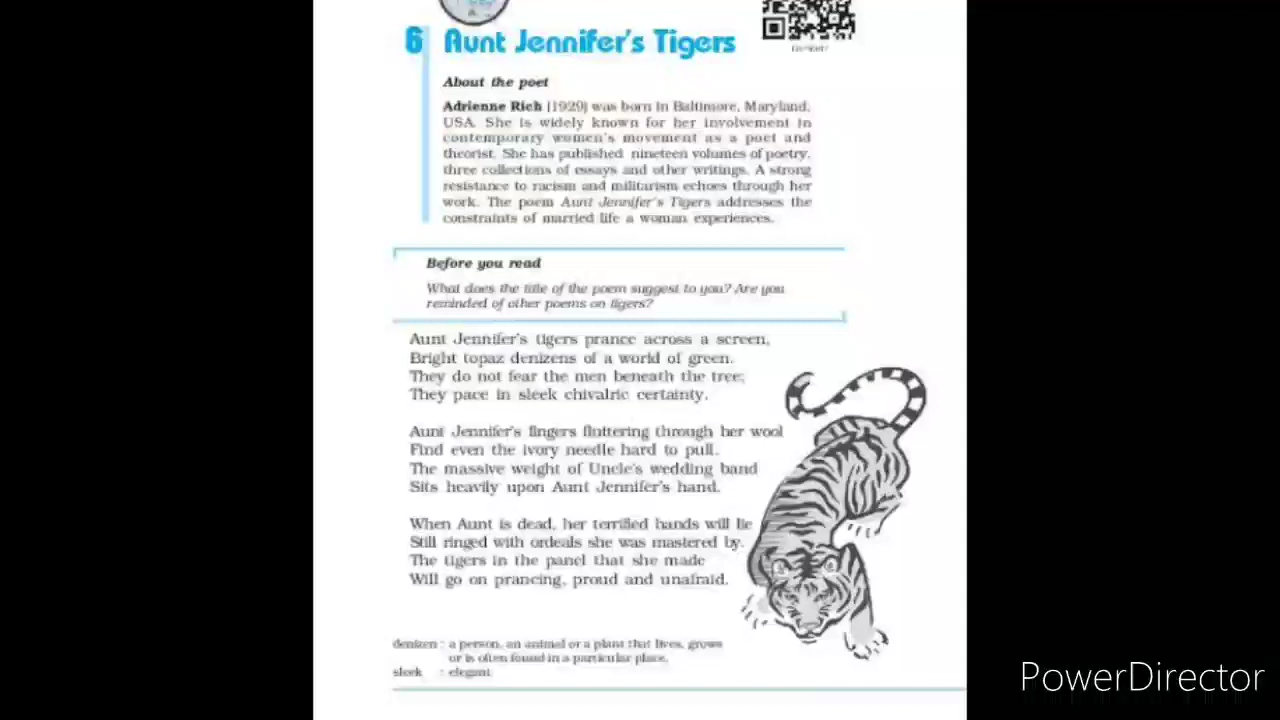 6 Aunt Jennifer's Tigers
About the poet
Adrienne Rich (1929) was born in Baltimore, Maryland,
USA. She is widely known for her involvement in
contemporary women's movement as a poet and
theorist. She has published nineteen volumes of poetry,
three collections of essays and other writings. A strong
resistance to racism and militarism echoes through her
work. The poem Aunt Jennifer's Tigers addresses the
constraints of married life a woman experiences.
Before you read
What does the title of the poem suggest to you? Are you
reminded of other poems on tigers?
Aunt Jennifer's tigers prance across a screen,
Bright topaz denizens of a world of green.
They do not fear the men beneath the tree;
They pace in sleek chivalric certainty.
Aunt Jennifer's fingers fluttering through her wool
Find even the ivory needle hard to pull.
The massive weight of Uncle's wedding band
Sits heavily upon Aunt Jennifer's hand.
When Aunt is dead, her terrified hands will lie
Still ringed with ordeals she was mastered by.
The tigers in the panel that she made
Will go on prancing, proud and unafraid.
denizen : a person, an animal or a plant that lives, grows
or is often found in a particular place.
sleek : elegant
PowerDirector